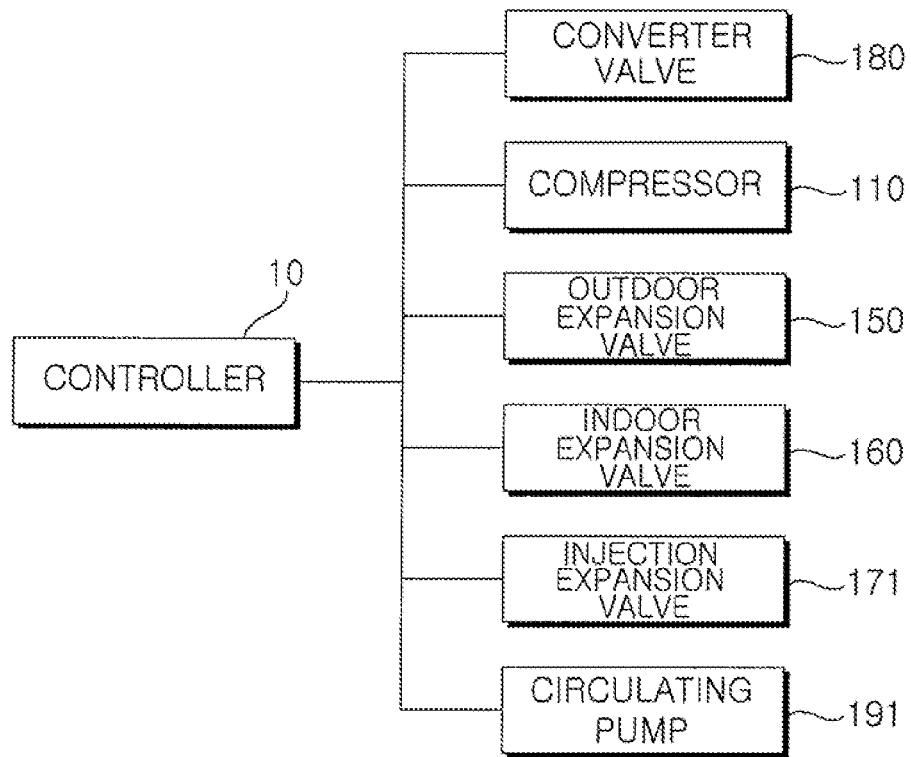 CONVERTER
VALVE
180
COMPRESSOR
110
10
OUTDOOR
EXPANSION
VALVE
150
CONTROLLER
INDOOR
EXPANSION
VALVE
160
INJECTION
EXPANSION
VALVE
171
CIRCULATING
PUMP
191